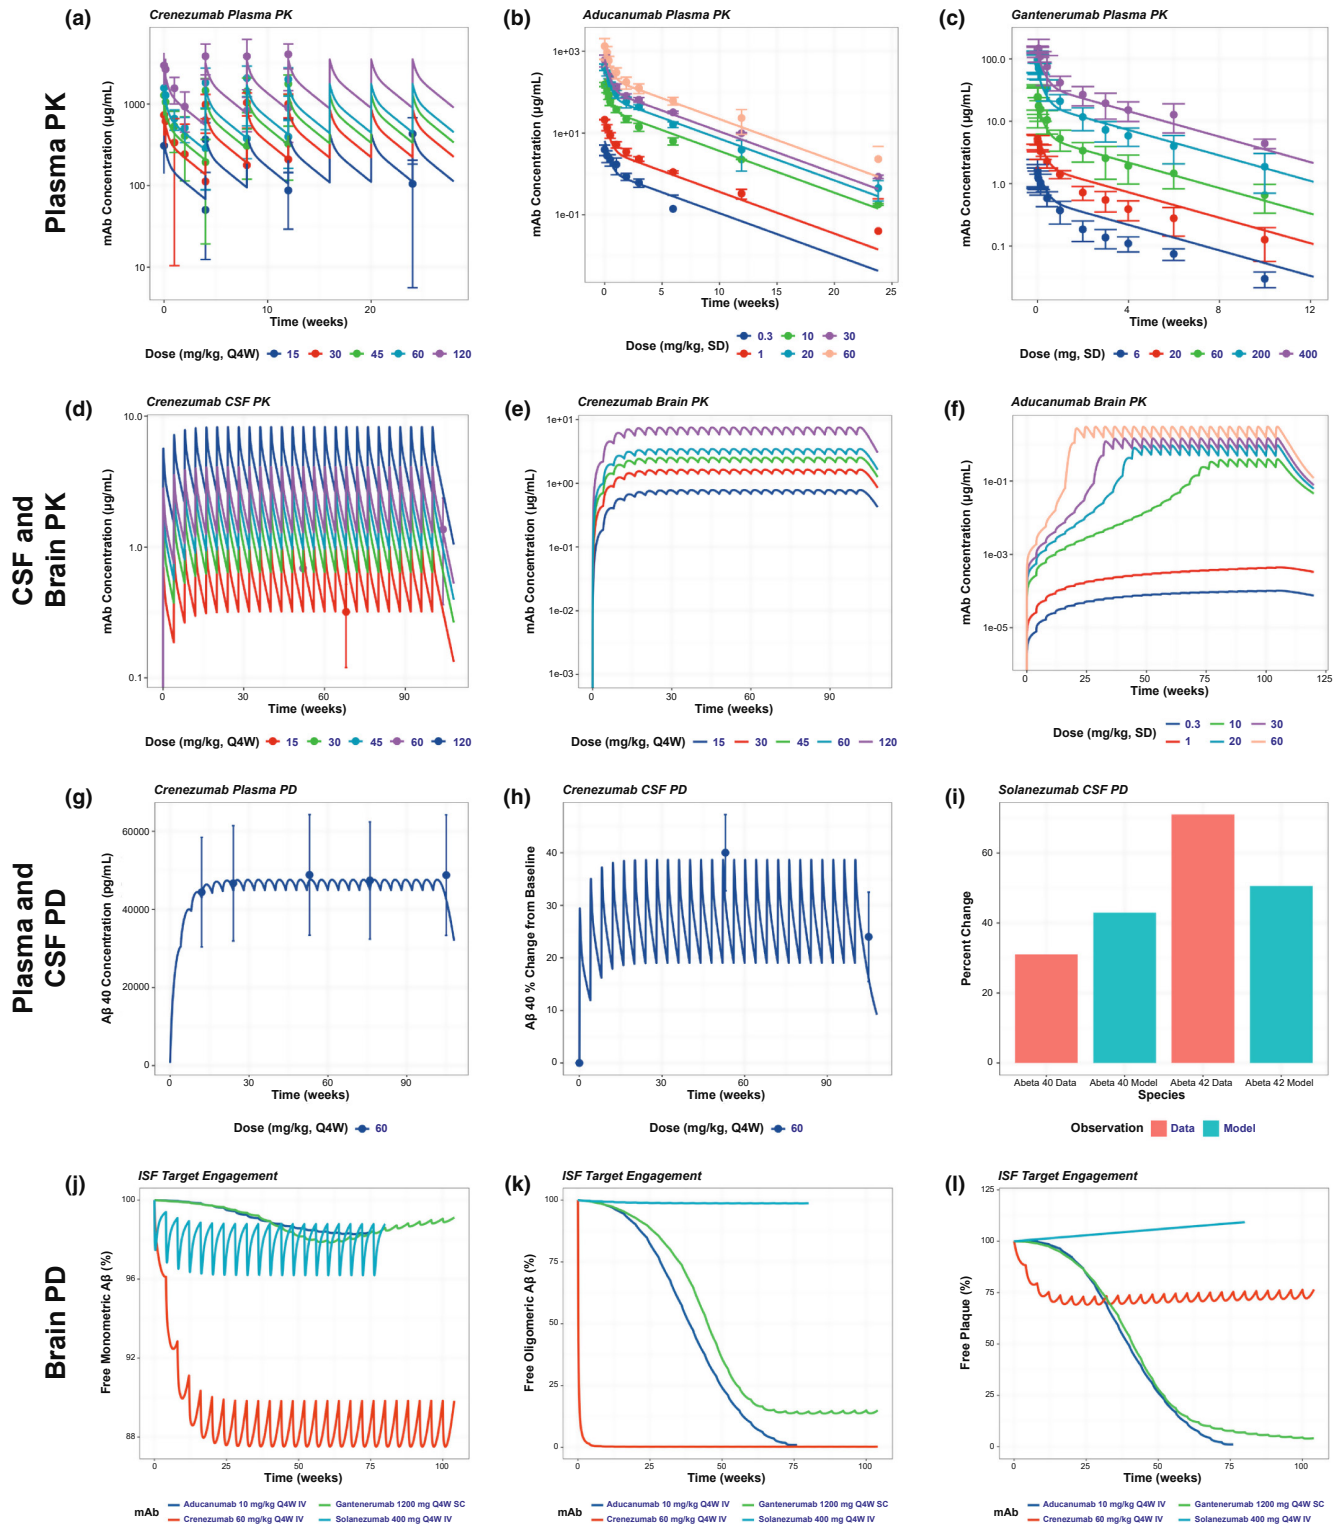 (a)
Crenezumab Plasma PK
mAb Concentration (μg/mL)
1000
100
10
0
10
20
Time (weeks)
Dose (mg/kg, Q4W) 15 30 45 60 120
(b)
Aducanumab Plasma PK
mAb Concentration (μg/mL)
1e+03
1e+01
1e-01
0
5
10
15
20
25
Time (weeks)
Dose (mg/kg, SD)
0.3 10 30
1 20 60
(c)
Gantenerumab Plasma PK
mAb Concentration (μg/mL)
100.0
10.0
1.0
0.1
0
4
8
12
Time (weeks)
Dose (mg, SD) 6 20 60 200 400
Plasma PK
(d)
Crenezumab CSF PK
mAb Concentration (μg/mL)
10.0
1.0
0.1
0
30
60
90
Time (weeks)
Dose (mg/kg, Q4W) 15 30 45 60 120
(e)
Crenezumab Brain PK
mAb Concentration (μg/mL)
1e+01
1e+00
1e-01
1e-02
1e-03
0
30
60
90
Time (weeks)
Dose (mg/kg, Q4W) 15 30 45 60 120
(f)
Aducanumab Brain PK
mAb Concentration (μg/mL)
1e-01
1e-03
1e-05
0
25
50
75
100
125
Time (weeks)
Dose (mg/kg, SD)
0.3 10 30
1 20 60
CSF and
Brain PK
(g)
Crenezumab Plasma PD
Aβ 40 Concentration (pg/mL)
60000
40000
20000
0
0
30
60
90
Time (weeks)
Dose (mg/kg, Q4W) 60
(h)
Crenezumab CSF PD
Aβ 40 % Change from Baseline
40
30
20
10
0
0
30
60
90
Time (weeks)
Dose (mg/kg, Q4W) 60
(i)
Solanezumab CSF PD
Percent Change
60
40
20
0
Abeta 40 Data Abeta 40 Model Abeta 42 Data Abeta 42 Model
Species
Observation Data Model
Plasma and
CSF PD
(j)
ISF Target Engagement
Free Monometric Aβ (%)
100
96
92
88
0
25
50
75
100
Time (weeks)
mAb
Aducanumab 10 mg/kg Q4W IV Gantenerumab 1200 mg Q4W SC
Crenezumab 60 mg/kg Q4W IV Solanezumab 400 mg Q4W IV
(k)
ISF Target Engagement
Free Oligomeric Aβ (%)
100
75
50
25
0
0
25
50
75
100
Time (weeks)
mAb
Aducanumab 10 mg/kg Q4W IV Gantenerumab 1200 mg Q4W SC
Crenezumab 60 mg/kg Q4W IV Solanezumab 400 mg Q4W IV
(l)
ISF Target Engagement
Free Plaque (%)
125
100
75
50
25
0
0
25
50
75
100
Time (weeks)
mAb
Aducanumab 10 mg/kg Q4W IV Gantenerumab 1200 mg Q4W SC
Crenezumab 60 mg/kg Q4W IV Solanezumab 400 mg Q4W IV
Brain PD